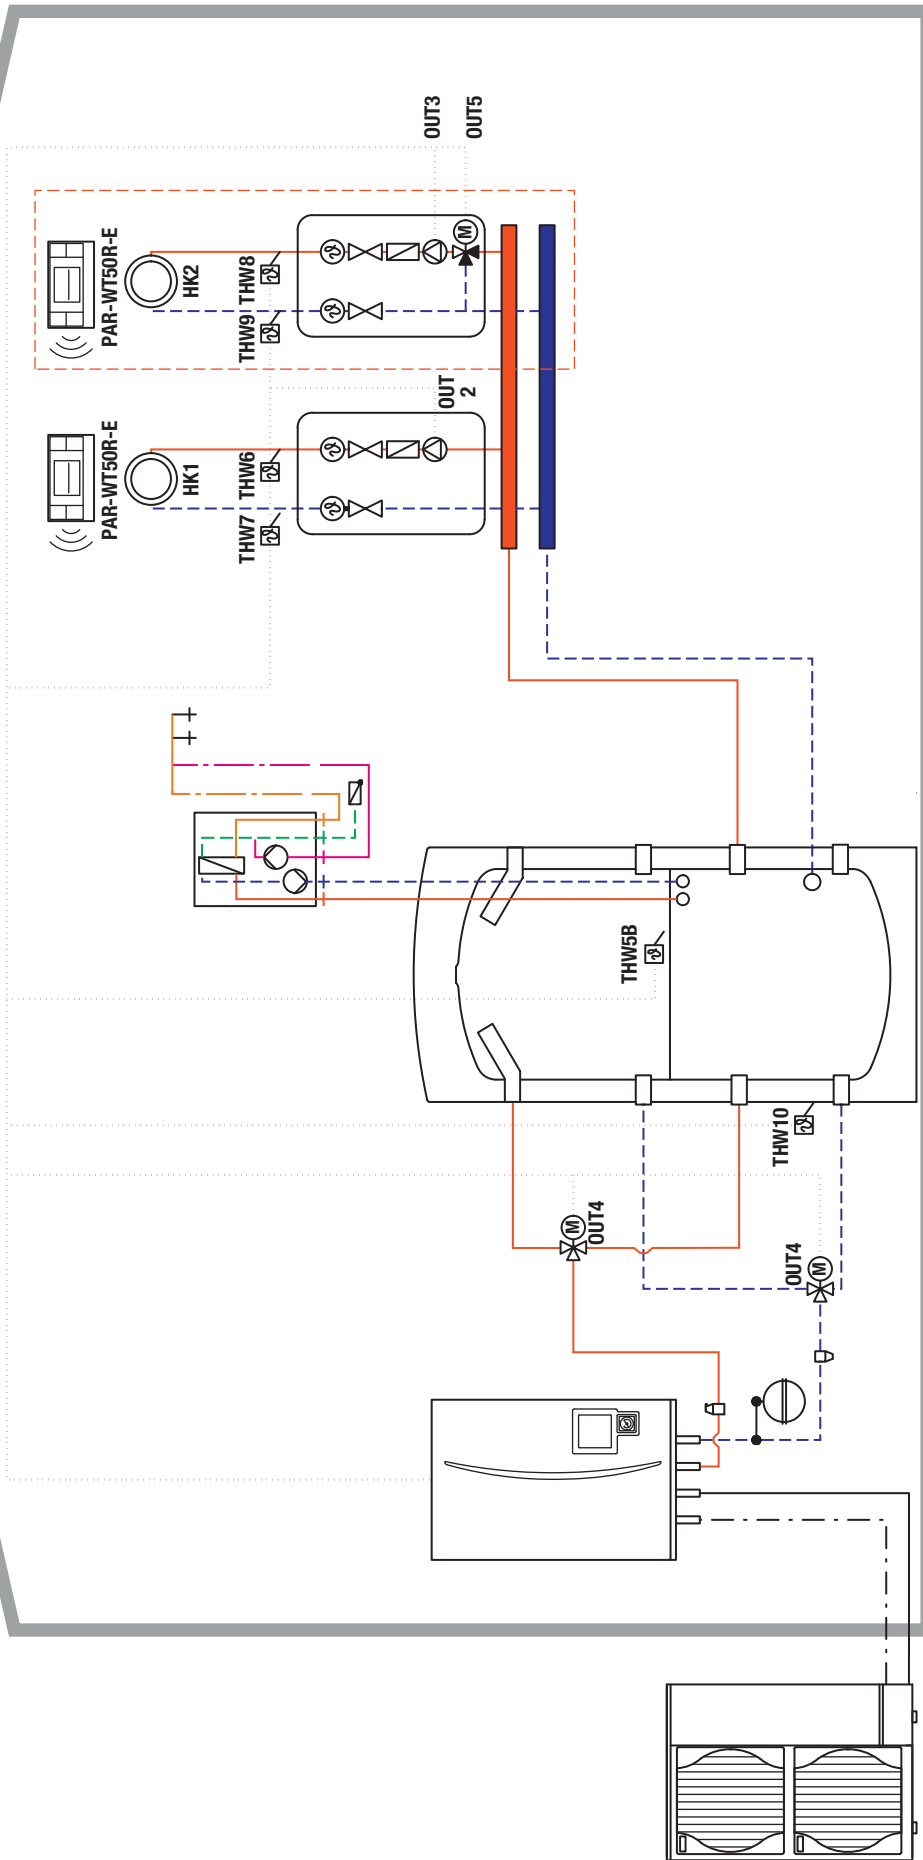 OUT4
OUT4
THW10
THW5B
THW7
THW6
HK1
PAR-WT50R-E
OUT
2
THW9
THW8
HK2
PAR-WT50R-E
OUT3
OUT5
M
M
M